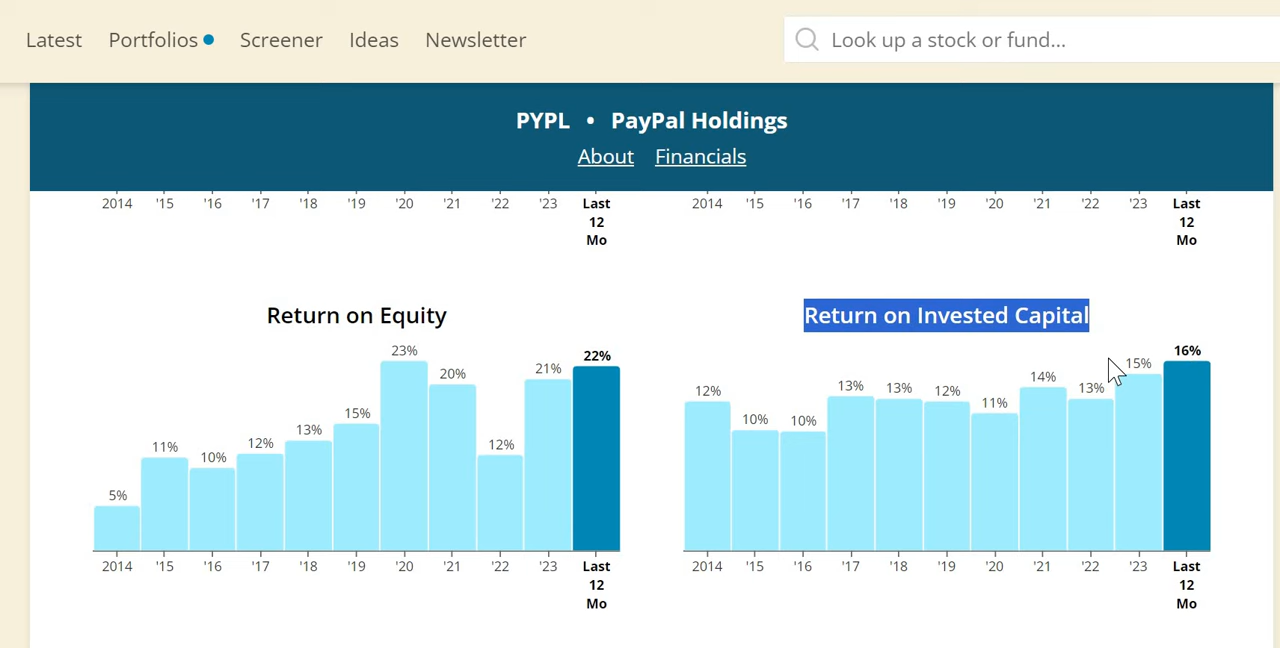 Latest Portfolios Screener Ideas Newsletter Look up a stock or fund...
PYPL • PayPal Holdings
About Financials
2014 '15 '16 '17 '18 '19 '20 '21 '22 '23 Last 12 Mo
2014 '15 '16 '17 '18 '19 '20 '21 '22 '23 Last 12 Mo
Return on Equity
5% 11% 10% 12% 13% 15% 23% 20% 12% 21% 22%
2014 '15 '16 '17 '18 '19 '20 '21 '22 '23 Last 12 Mo
Return on Invested Capital
12% 10% 10% 13% 13% 12% 11% 14% 13% 15% 16%
2014 '15 '16 '17 '18 '19 '20 '21 '22 '23 Last 12 Mo